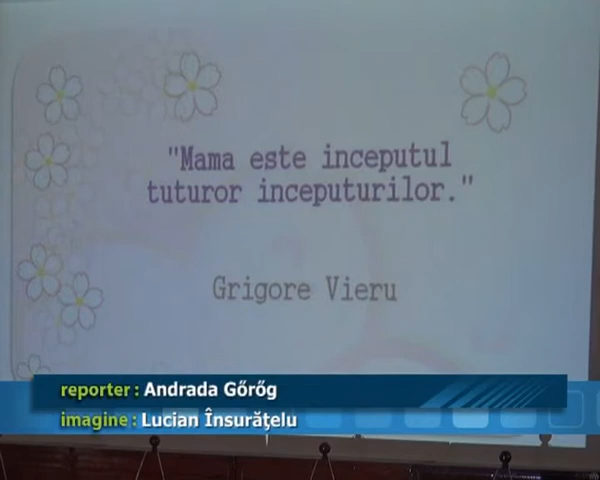 "Mama este inceputul
tuturor inceputurilor."
Grigore Vieru
reporter : Andrada Gőrőg
imagine : Lucian Însurăţelu